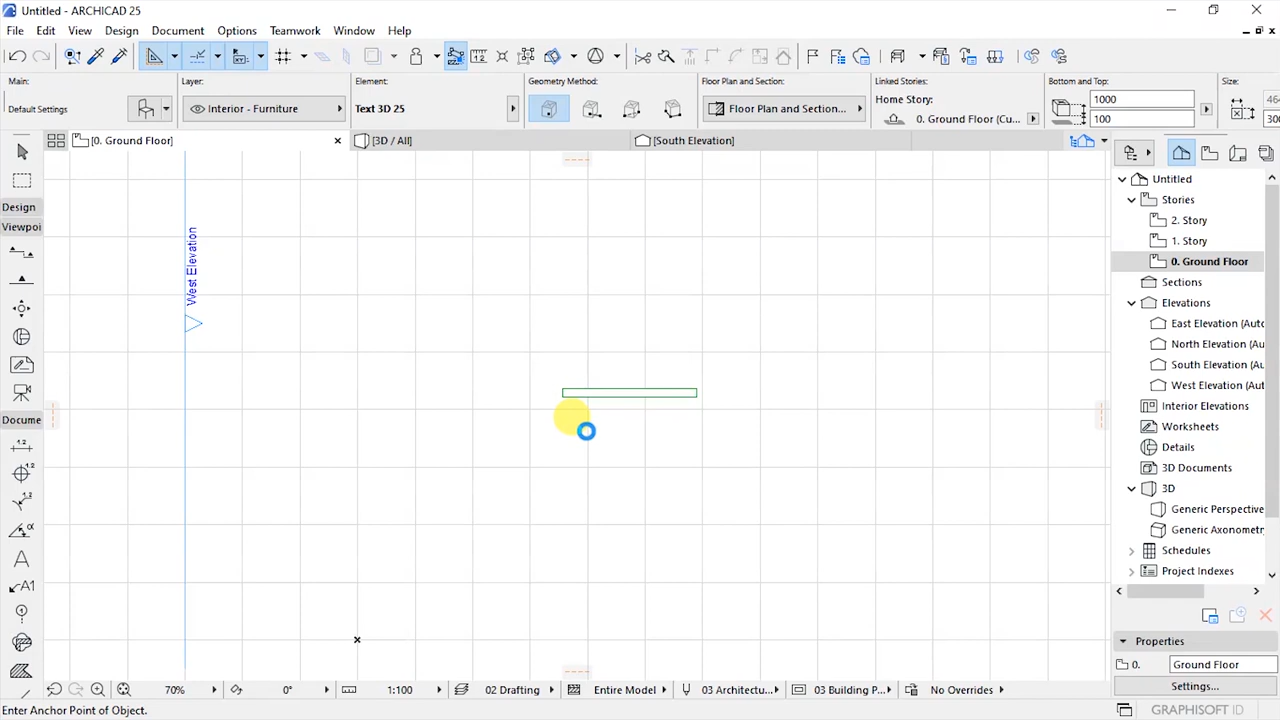 Untitled - ARCHICAD 25
File Edit View Design Document Options Teamwork Window Help
Main: Layer: Element: Geometry Method: Floor Plan and Section: Linked Stories: Bottom and Top: Size:
Default Settings Interior - Furniture Text 3D 25 Floor Plan and Section... Home Story: 1000
0. Ground Floor (Cu... 100
[0. Ground Floor] [3D / All] [South Elevation]
West Elevation
Design
Viewpoi
Docume
Untitled
Stories
2. Story
1. Story
0. Ground Floor
Sections
Elevations
East Elevation (Aut
North Elevation (Au
South Elevation (Au
West Elevation (Aut
Interior Elevations
Worksheets
Details
3D Documents
3D
Generic Perspective
Generic Axonometr
Schedules
Project Indexes
Properties
0. Ground Floor
Settings...
70% 0° 1:100 02 Drafting Entire Model 03 Architectu... 03 Building P... No Overrides
Enter Anchor Point of Object. GRAPHISOFT ID